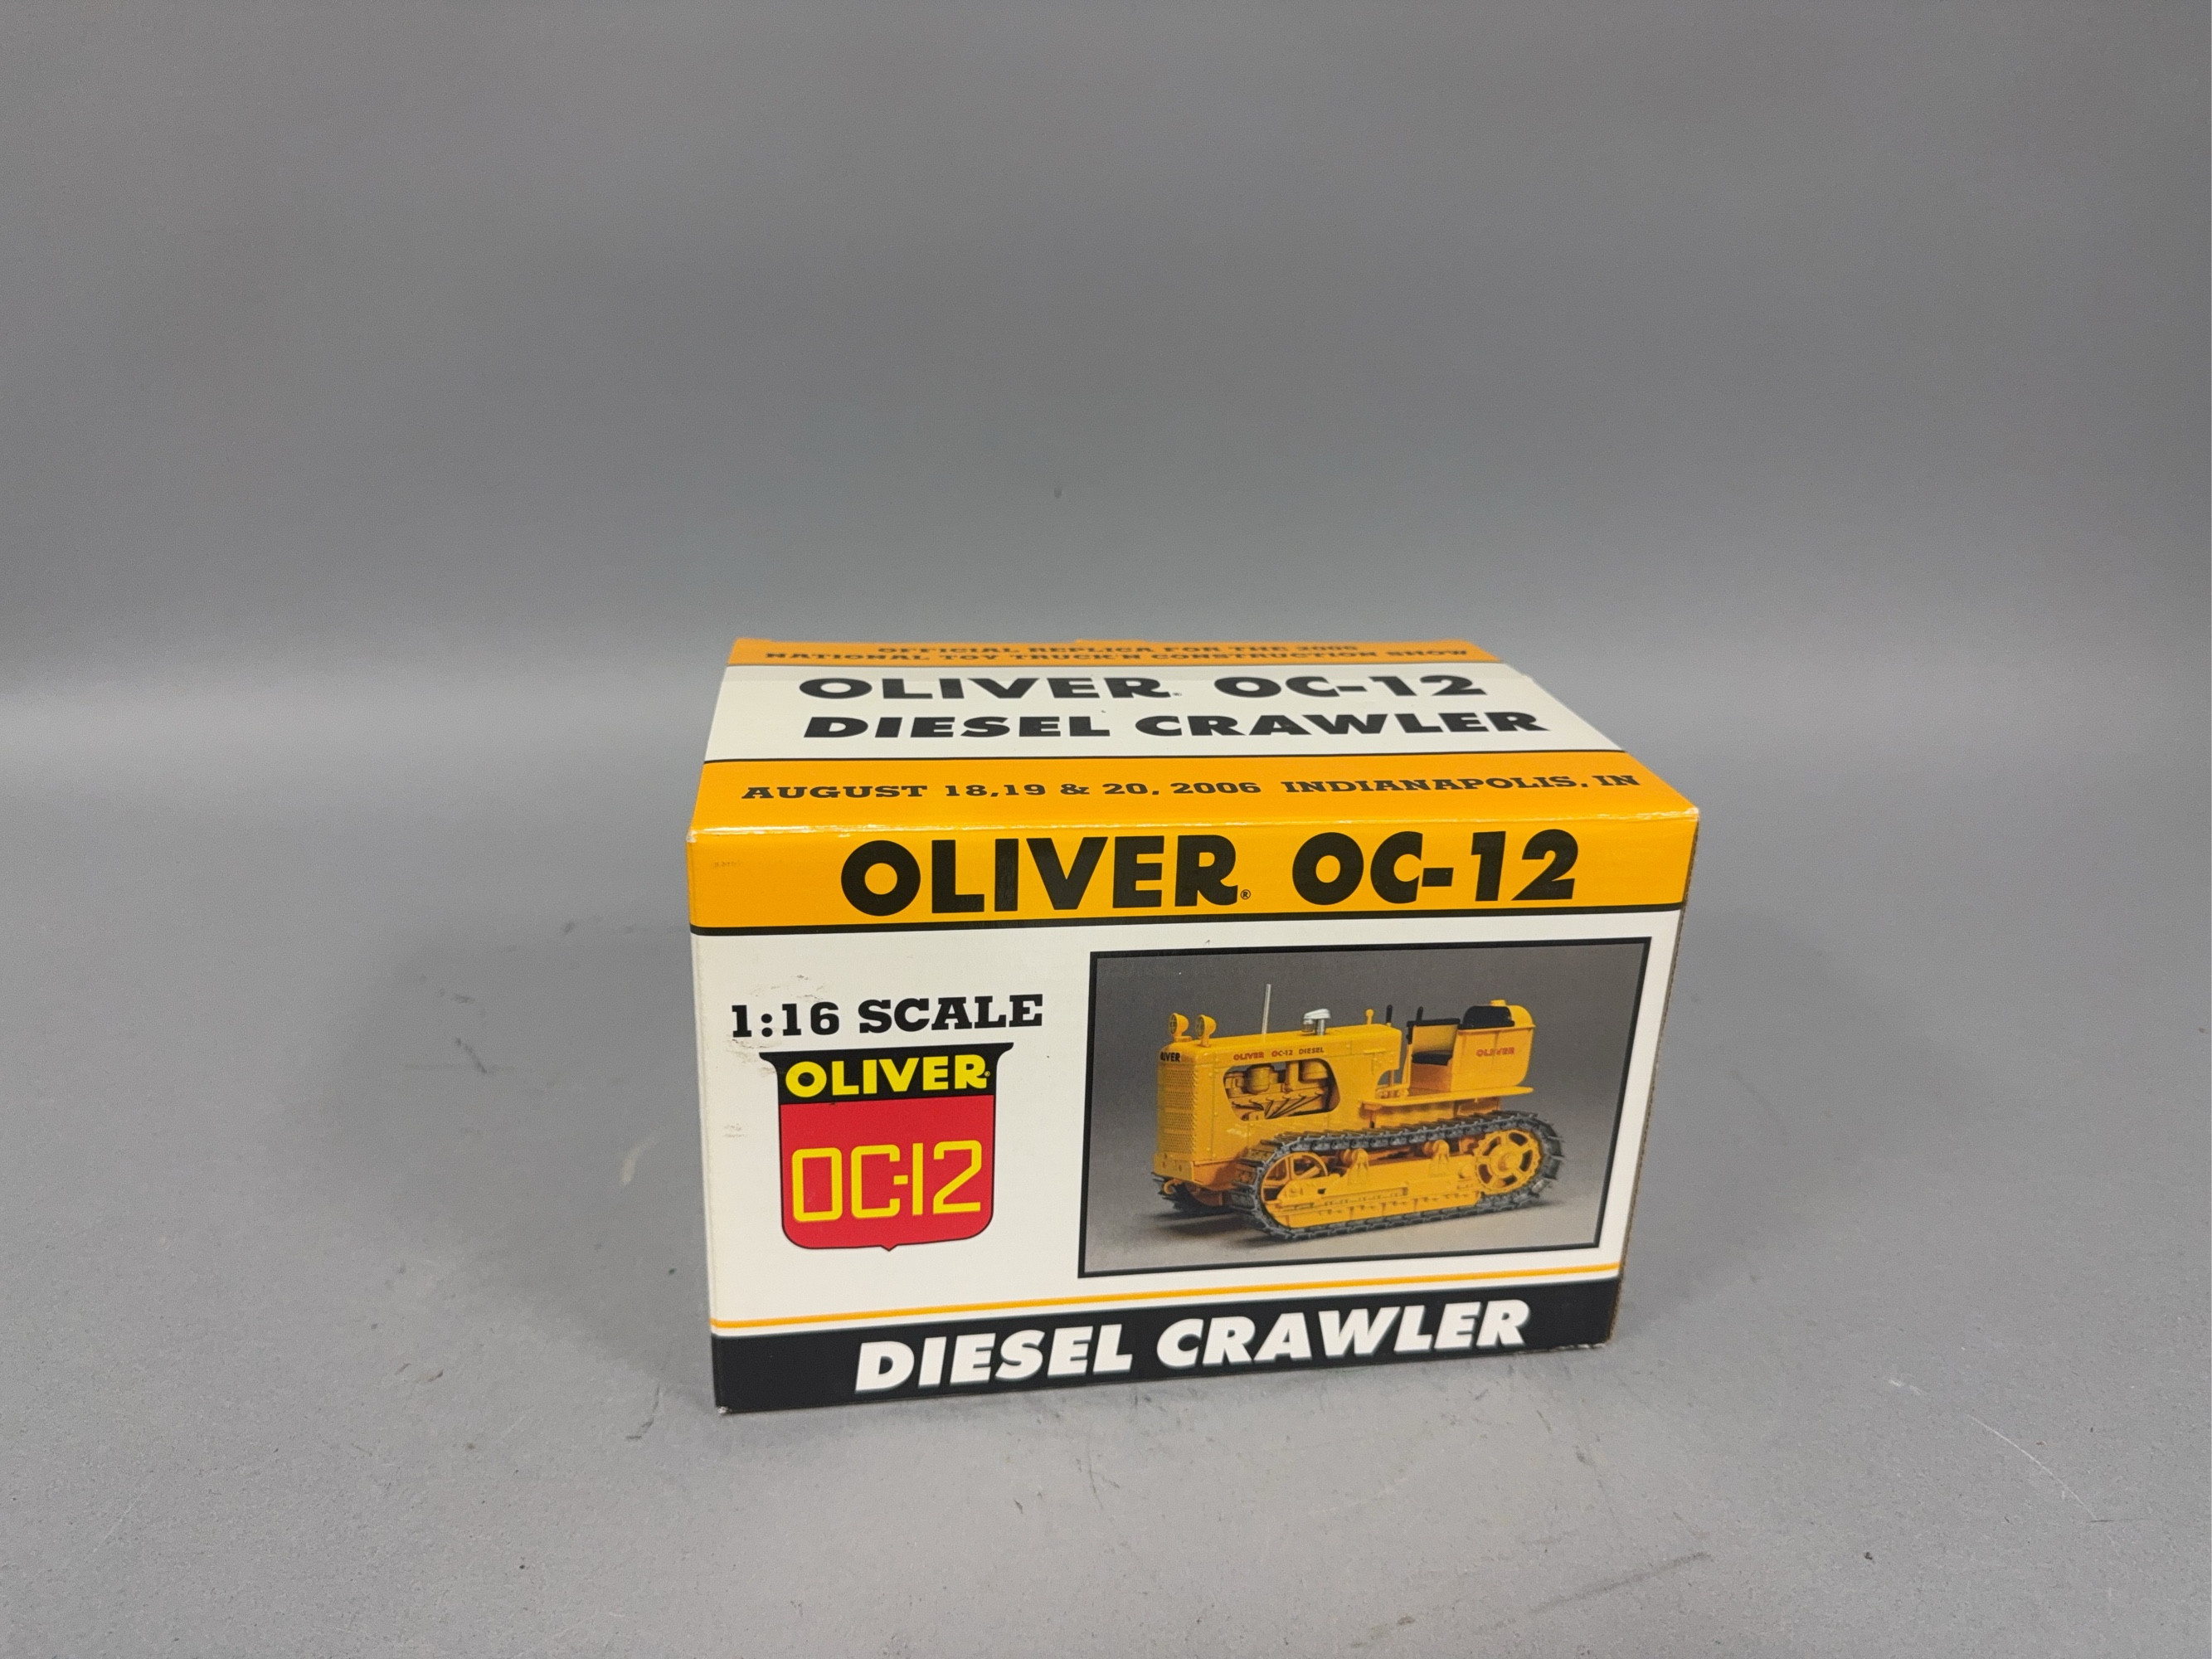 OFFICIAL REPLICA FOR THE 2006
NATIONAL TOY TRUCK'N CONSTRUCTION SHOW
OLIVER® OC-12
DIESEL CRAWLER
AUGUST 18,19 & 20, 2006 INDIANAPOLIS, IN
OLIVER® OC-12
1:16 SCALE
OLIVER®
OC-12
OLIVER OC-12 DIESEL
OLIVER
DIESEL CRAWLER